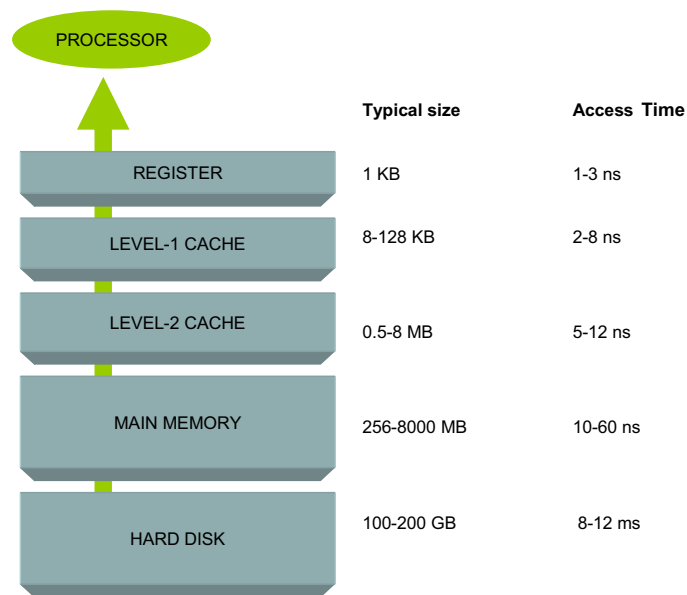 PROCESSOR
Typical size Access Time
REGISTER 1 KB 1-3 ns
LEVEL-1 CACHE 8-128 KB 2-8 ns
LEVEL-2 CACHE 0.5-8 MB 5-12 ns
MAIN MEMORY 256-8000 MB 10-60 ns
HARD DISK 100-200 GB 8-12 ms